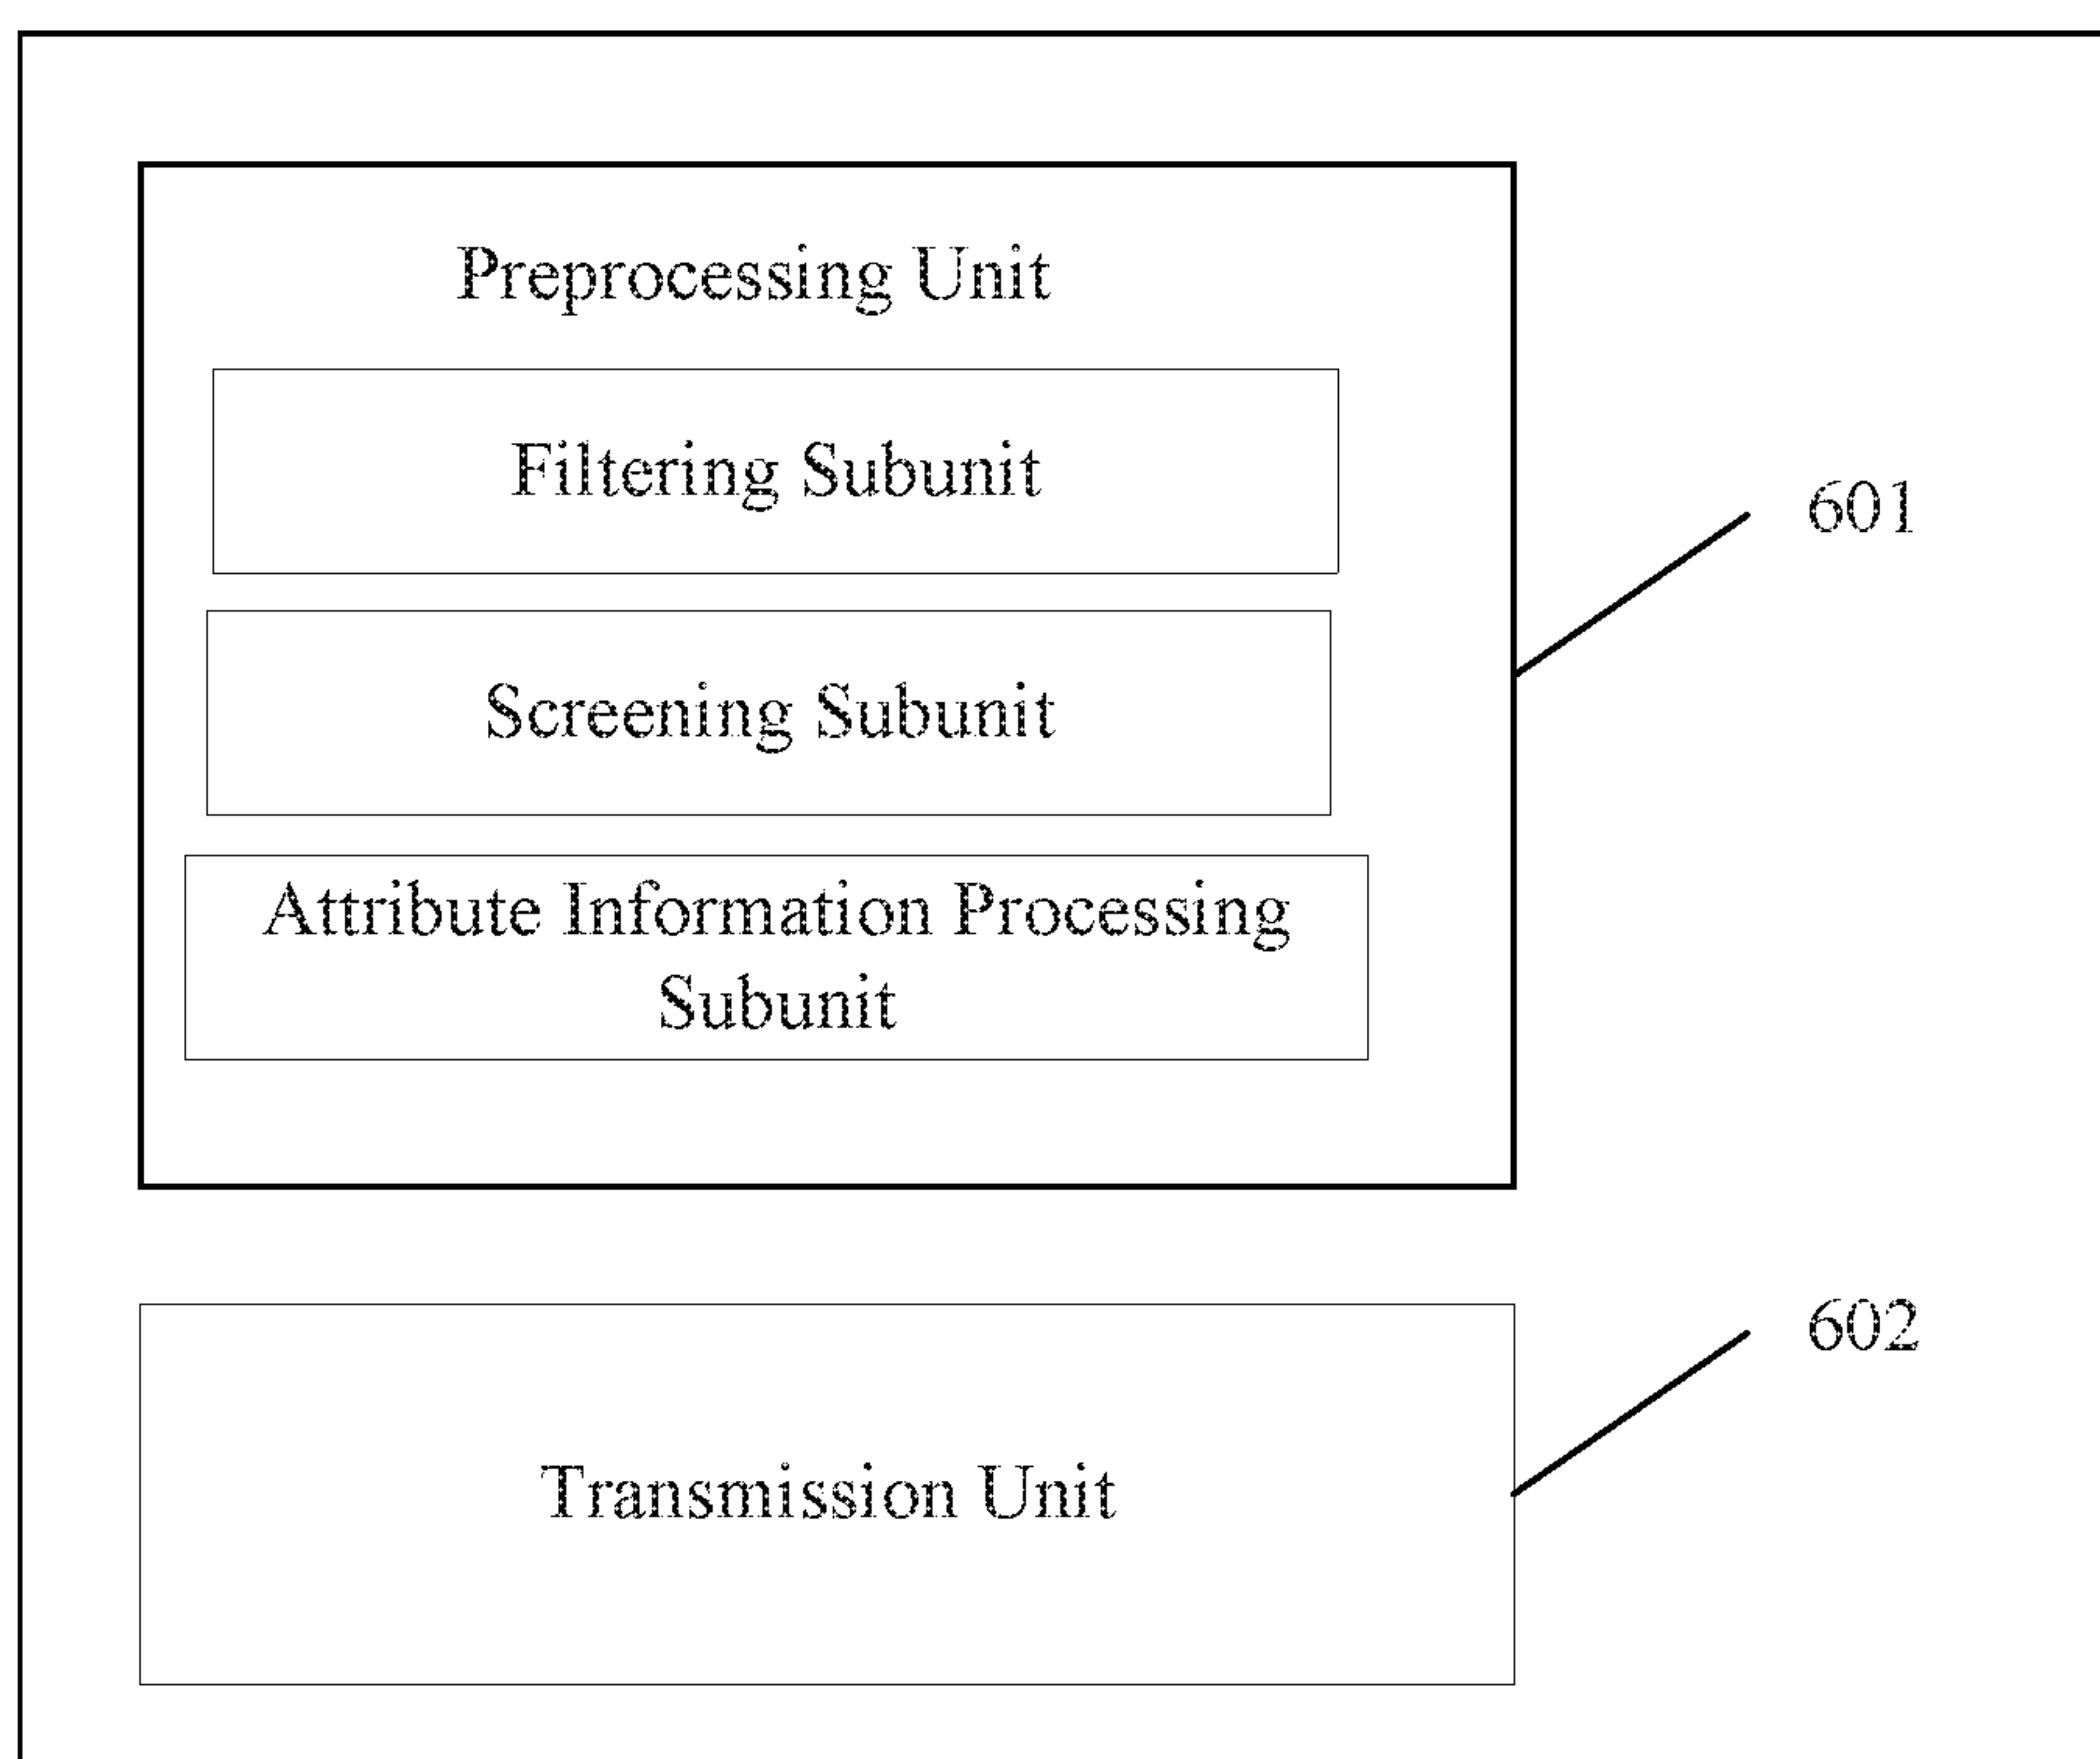 Preprocessing Unit
Filtering Subunit
601
Screening Subunit
Attribute Information Processing
Subunit
602
Transmission Unit